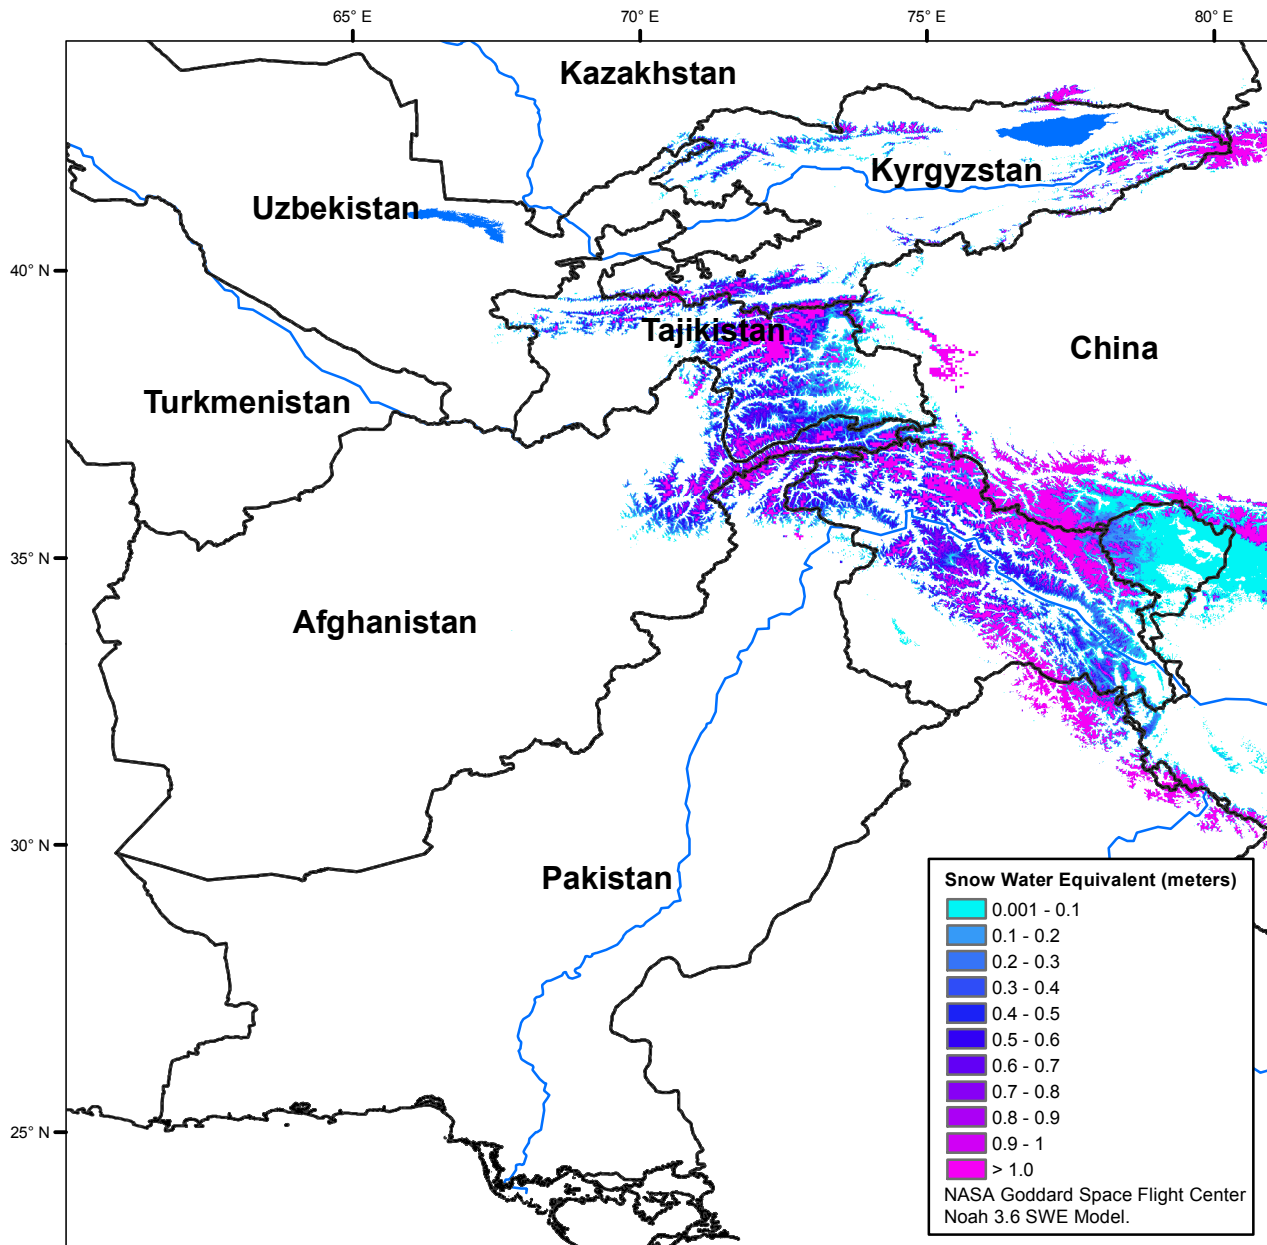 65° E
70° E
75° E
80° E
Kazakhstan
Kyrgyzstan
Uzbekistan
40° N
Tajikistan
China
Turkmenistan
35° N
Afghanistan
30° N
Pakistan
25° N
Snow Water Equivalent (meters)
0.001 - 0.1
0.1 - 0.2
0.2 - 0.3
0.3 - 0.4
0.4 - 0.5
0.5 - 0.6
0.6 - 0.7
0.7 - 0.8
0.8 - 0.9
0.9 - 1
> 1.0
NASA Goddard Space Flight Center
Noah 3.6 SWE Model.